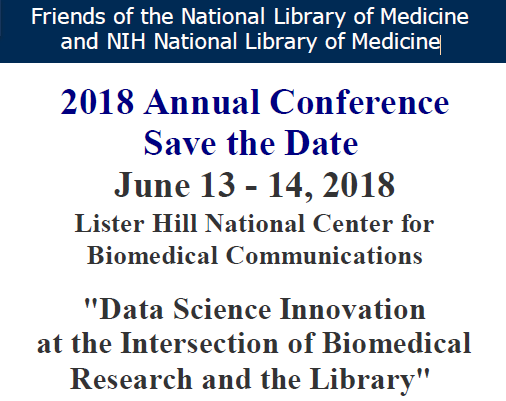 Friends of the National Library of Medicine
and NIH National Library of Medicine
2018 Annual Conference
Save the Date
June 13 - 14, 2018
Lister Hill National Center for
Biomedical Communications
"Data Science Innovation
at the Intersection of Biomedical
Research and the Library"